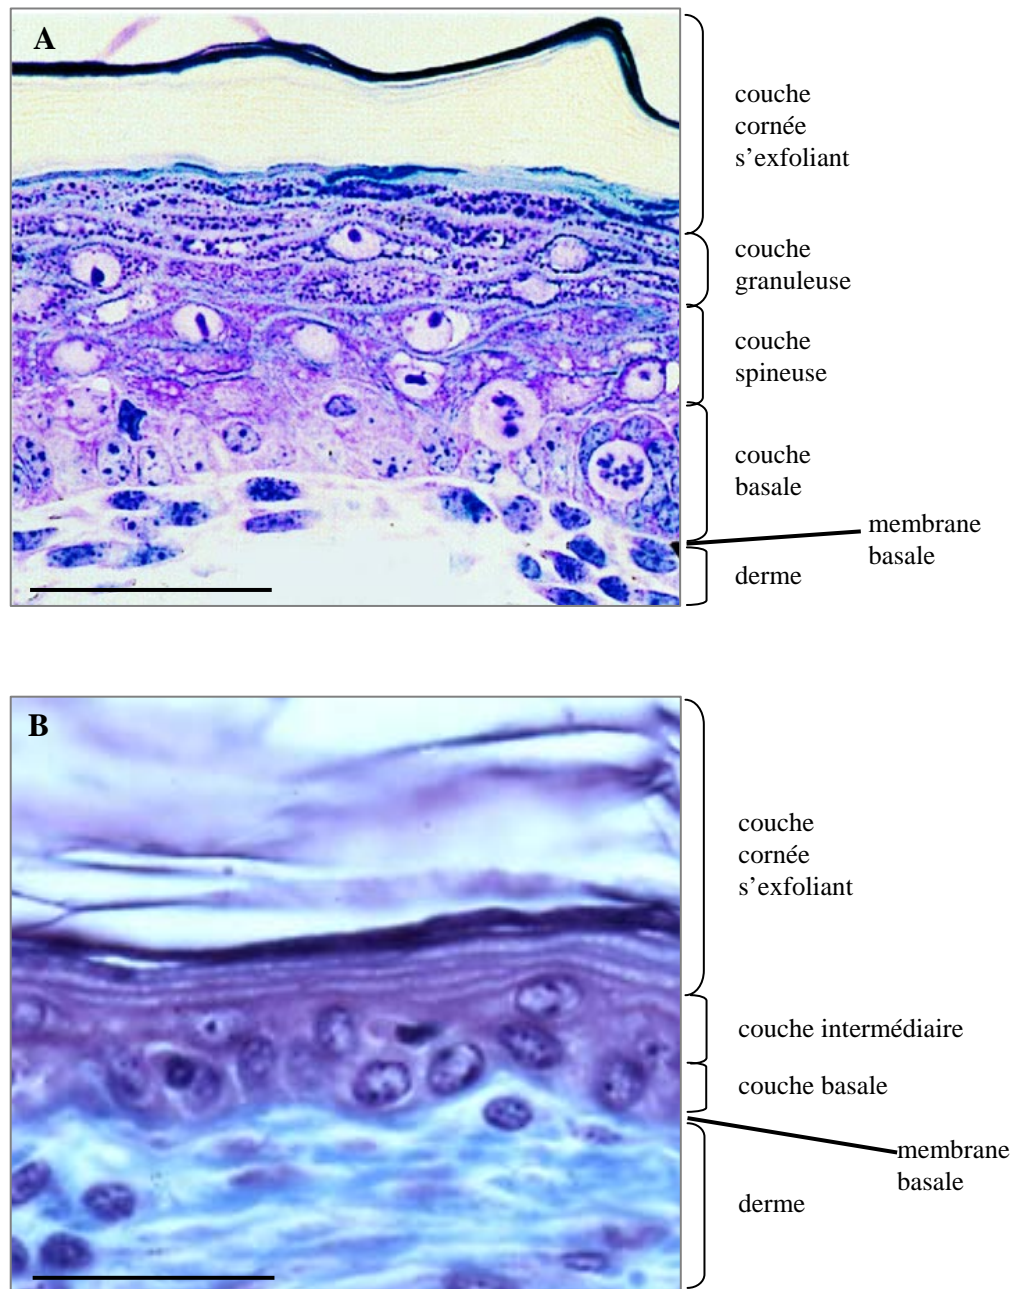 A
couche
cornée
s’exfoliant
couche
granuleuse
couche
spineuse
couche
basale
membrane
basale
derme
B
couche
cornée
s’exfoliant
couche intermédiaire
couche basale
membrane
basale
derme